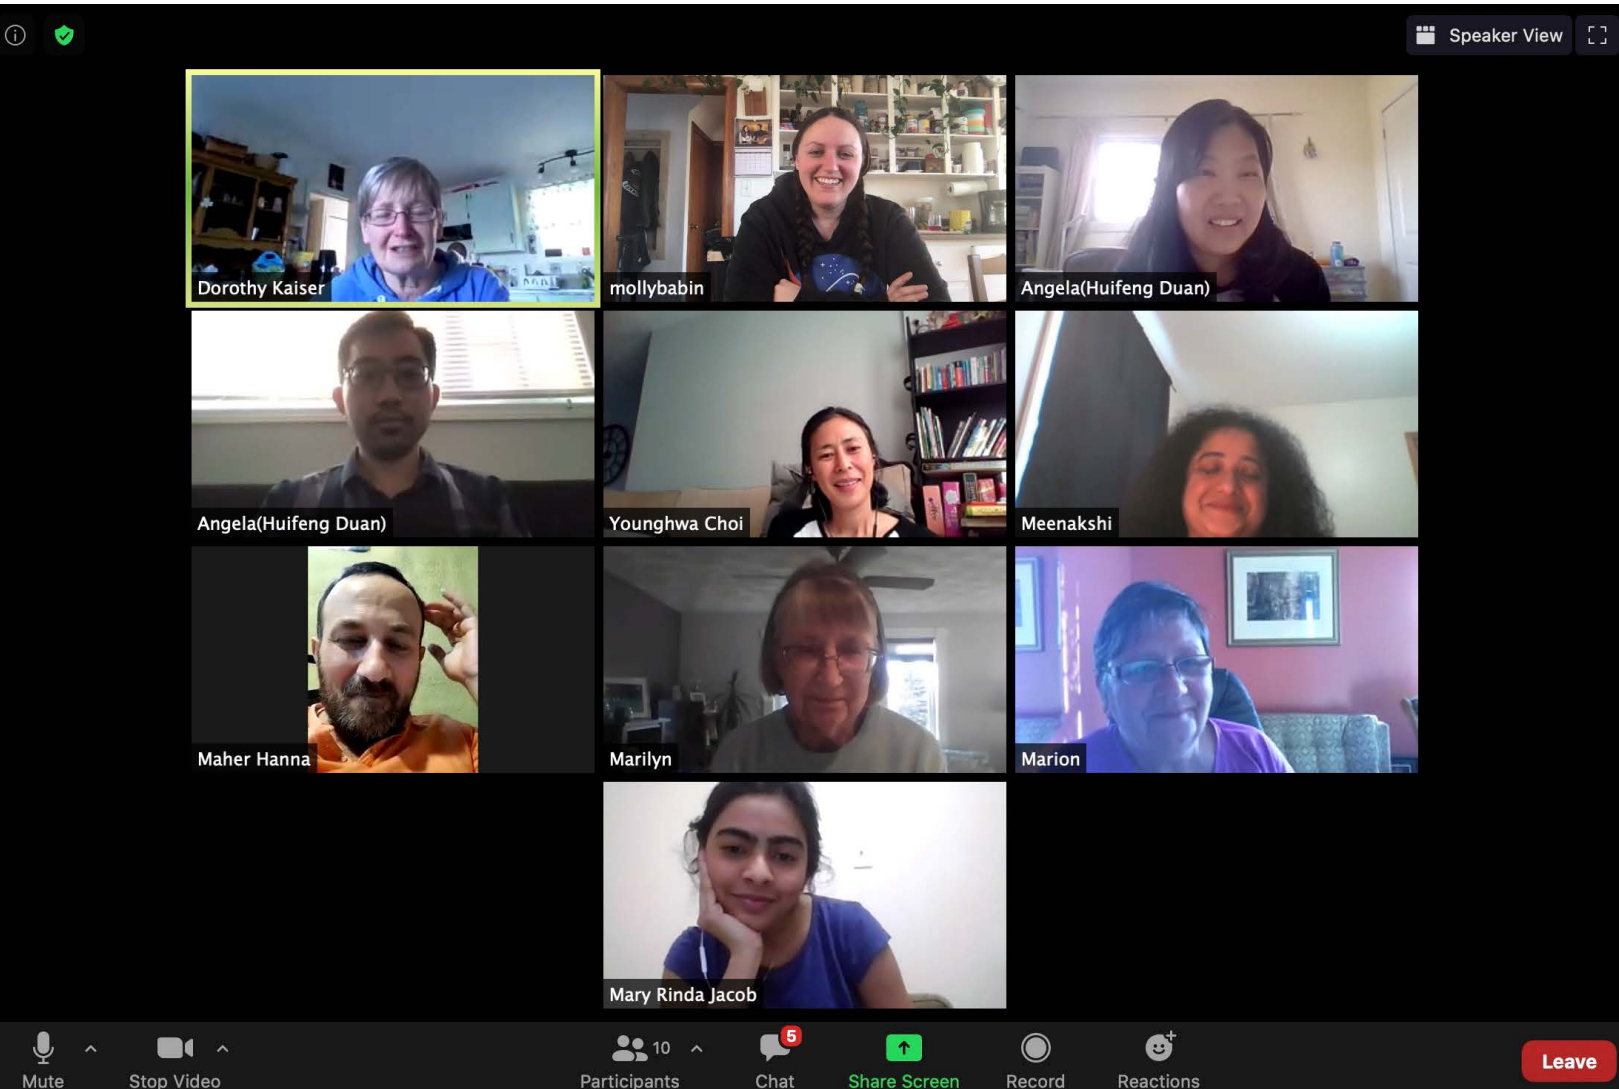 Speaker View
Dorothy Kaiser
mollybabin
Angela(Huifeng Duan)
Angela(Huifeng Duan)
Younghwa Choi
Meenakshi
Maher Hanna
Marilyn
Marion
Mary Rinda Jacob
10
5
Leave
Mute
Stop Video
Participants
Chat
Share Screen
Record
Reactions